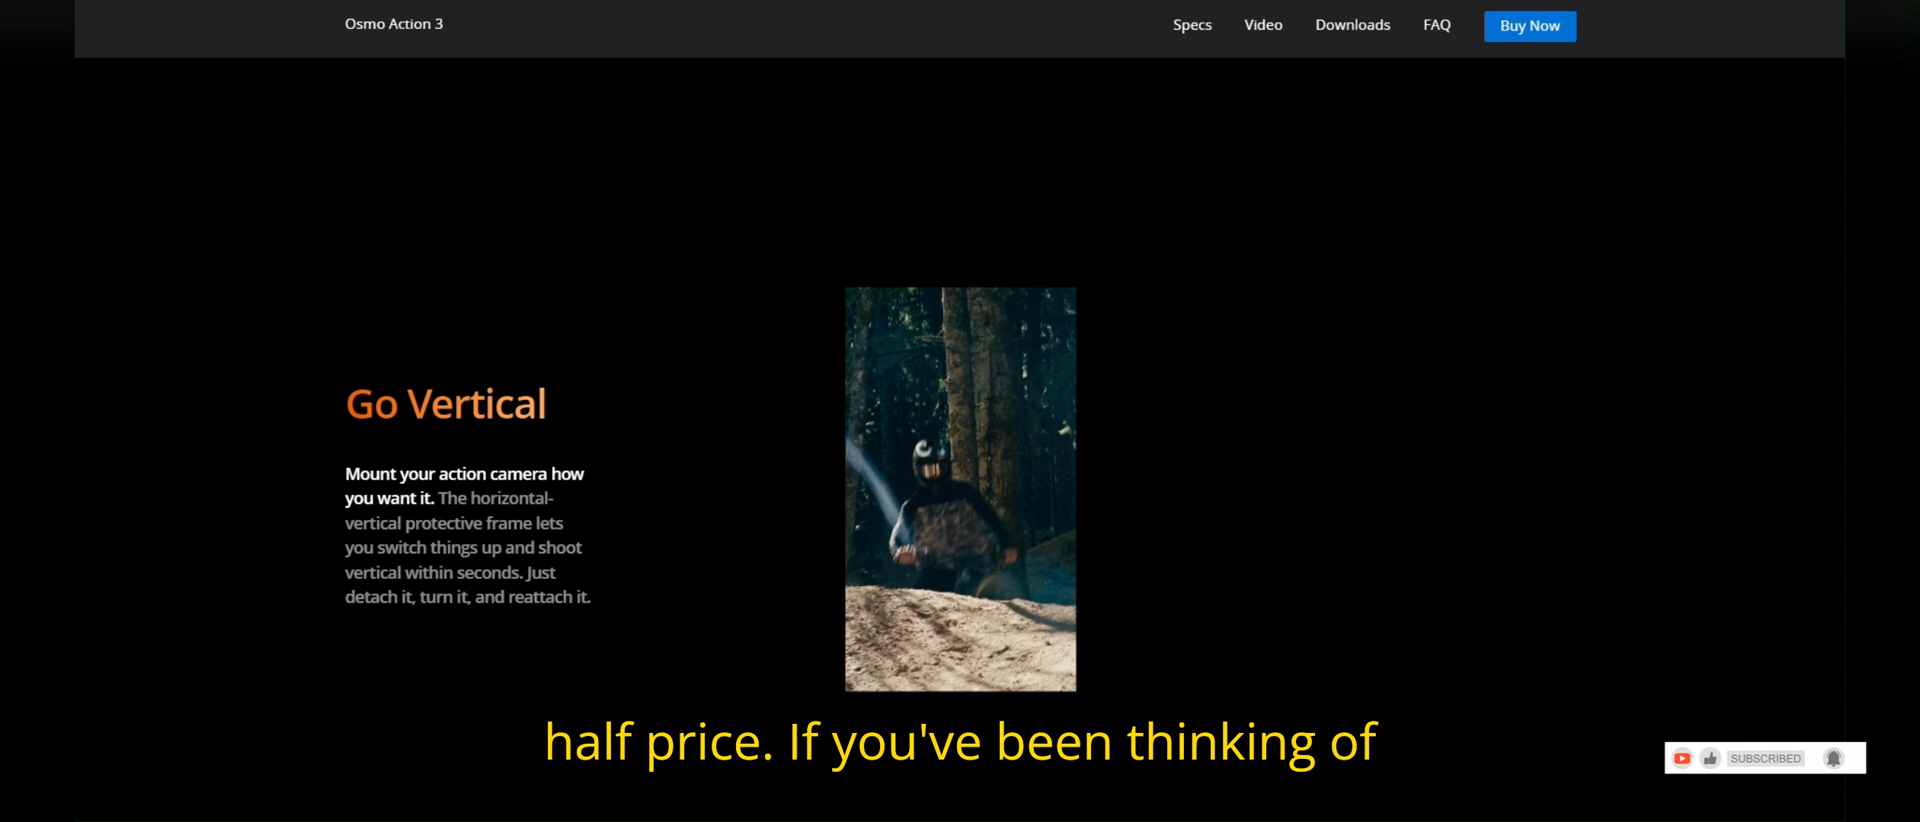 Osmo Action 3
Specs Video Downloads FAQ Buy Now
Go Vertical
Mount your action camera how
you want it. The horizontal-
vertical protective frame lets
you switch things up and shoot
vertical within seconds. Just
detach it, turn it, and reattach it.
half price. If you've been thinking of
SUBSCRIBED